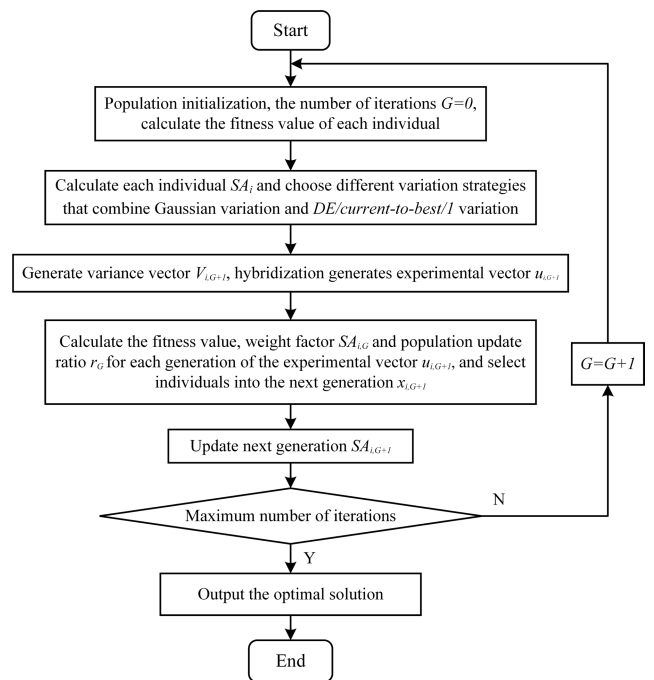 Start
Population initialization, the number of iterations G=0,
calculate the fitness value of each individual
Calculate each individual SAi and choose different variation strategies
that combine Gaussian variation and DE/current-to-best/1 variation
Generate variance vector Vi,G+1, hybridization generates experimental vector ui,G+1
Calculate the fitness value, weight factor SAi,G and population update
ratio rG for each generation of the experimental vector ui,G+1, and select
individuals into the next generation xi,G+1
G=G+1
Update next generation SAi,G+1
Maximum number of iterations
N
Y
Output the optimal solution
End